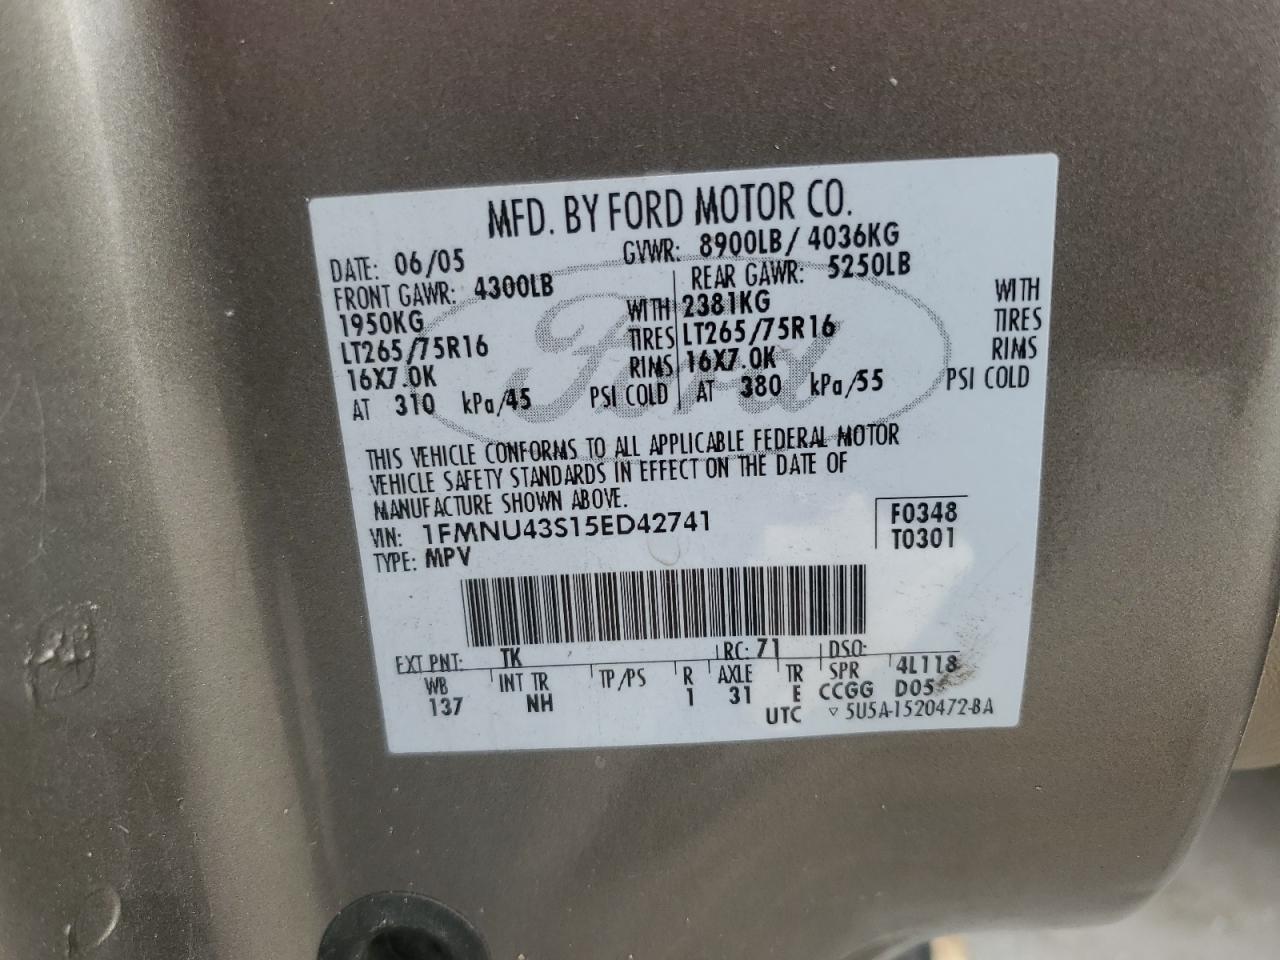 MFD. BY FORD MOTOR CO.
DATE: 06/05 GVWR: 8900LB/ 4036KG
FRONT GAWR: 4300LB REAR GAWR: 5250LB
1950KG WITH 2381KG WITH
LT265/75R16 TIRES LT265/75R16 TIRES
16X7.0K RIMS 16X7.0K RIMS
AT 310 kPa/45 PSI COLD AT 380 kPa/55 PSI COLD
Ford
THIS VEHICLE CONFORMS TO ALL APPLICABLE FEDERAL MOTOR
VEHICLE SAFETY STANDARDS IN EFFECT ON THE DATE OF
MANUFACTURE SHOWN ABOVE.
VIN: 1FMNU43S15ED42741 F0348
TYPE: MPV T0301
EXT PNT: TK RC: 71 DSO:
WB INT TR TP/PS R AXLE TR SPR 4L118
137 NH 1 31 E CCGG D05
UTC ▽ 5U5A-1520472-BA